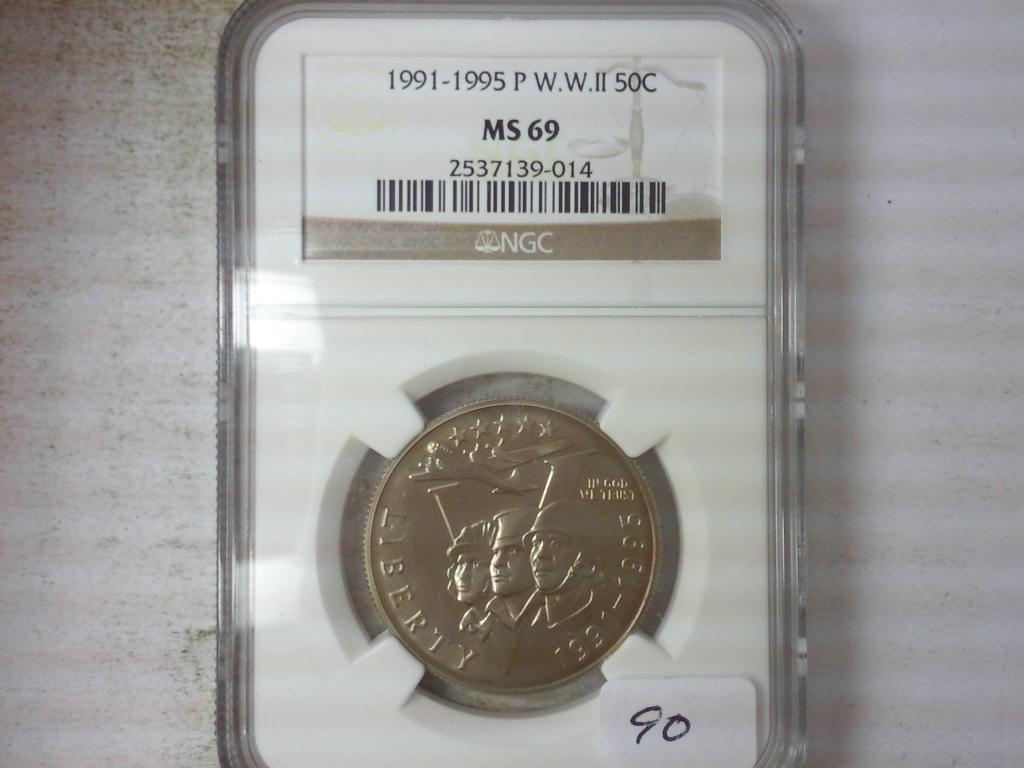 1991-1995 P W.W.II 50C
MS 69
2537139-014
NGC
IN GOD
WE TRUST
LIBERTY
1991-1995
90